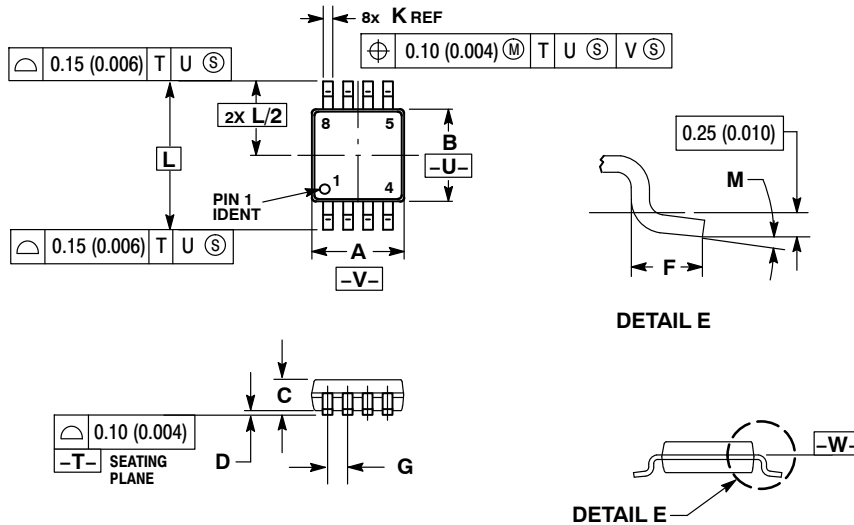 8x K REF
⌓ 0.15 (0.006) T U Ⓢ
⌖ 0.10 (0.004) Ⓜ T U Ⓢ V Ⓢ
2X L/2
8 5
L
B
–U–
PIN 1
IDENT
1 4
⌓ 0.15 (0.006) T U Ⓢ
A
–V–
0.25 (0.010)
M
F
DETAIL E
C
⌓ 0.10 (0.004)
–T– SEATING
PLANE
D
G
–W–
DETAIL E